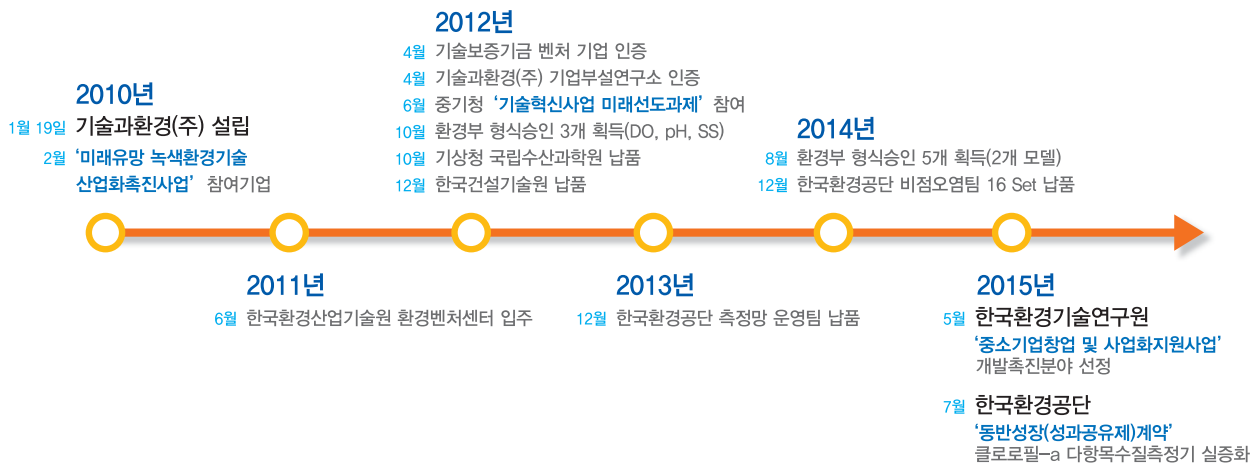 2010년
1월 19일 기술과환경(주) 설립
2월 ‘미래유망 녹색환경기술
산업화촉진사업’ 참여기업
2011년
6월 한국환경산업기술원 환경벤처센터 입주
2012년
4월 기술보증기금 벤처 기업 인증
4월 기술과환경(주) 기업부설연구소 인증
6월 중기청 ‘기술혁신사업 미래선도과제’ 참여
10월 환경부 형식승인 3개 획득(DO, pH, SS)
10월 기상청 국립수산과학원 납품
12월 한국건설기술원 납품
2013년
12월 한국환경공단 측정망 운영팀 납품
2014년
8월 환경부 형식승인 5개 획득(2개 모델)
12월 한국환경공단 비점오염팀 16 Set 납품
2015년
5월 한국환경기술연구원
‘중소기업창업 및 사업화지원사업’
개발촉진분야 선정
7월 한국환경공단
‘동반성장(성과공유제)계약’
클로로필–a 다항목수질측정기 실증화